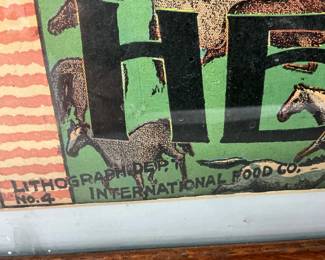 HE
LITHOGRAPH DEP.T
INTERNATIONAL FOOD CO.
No. 4